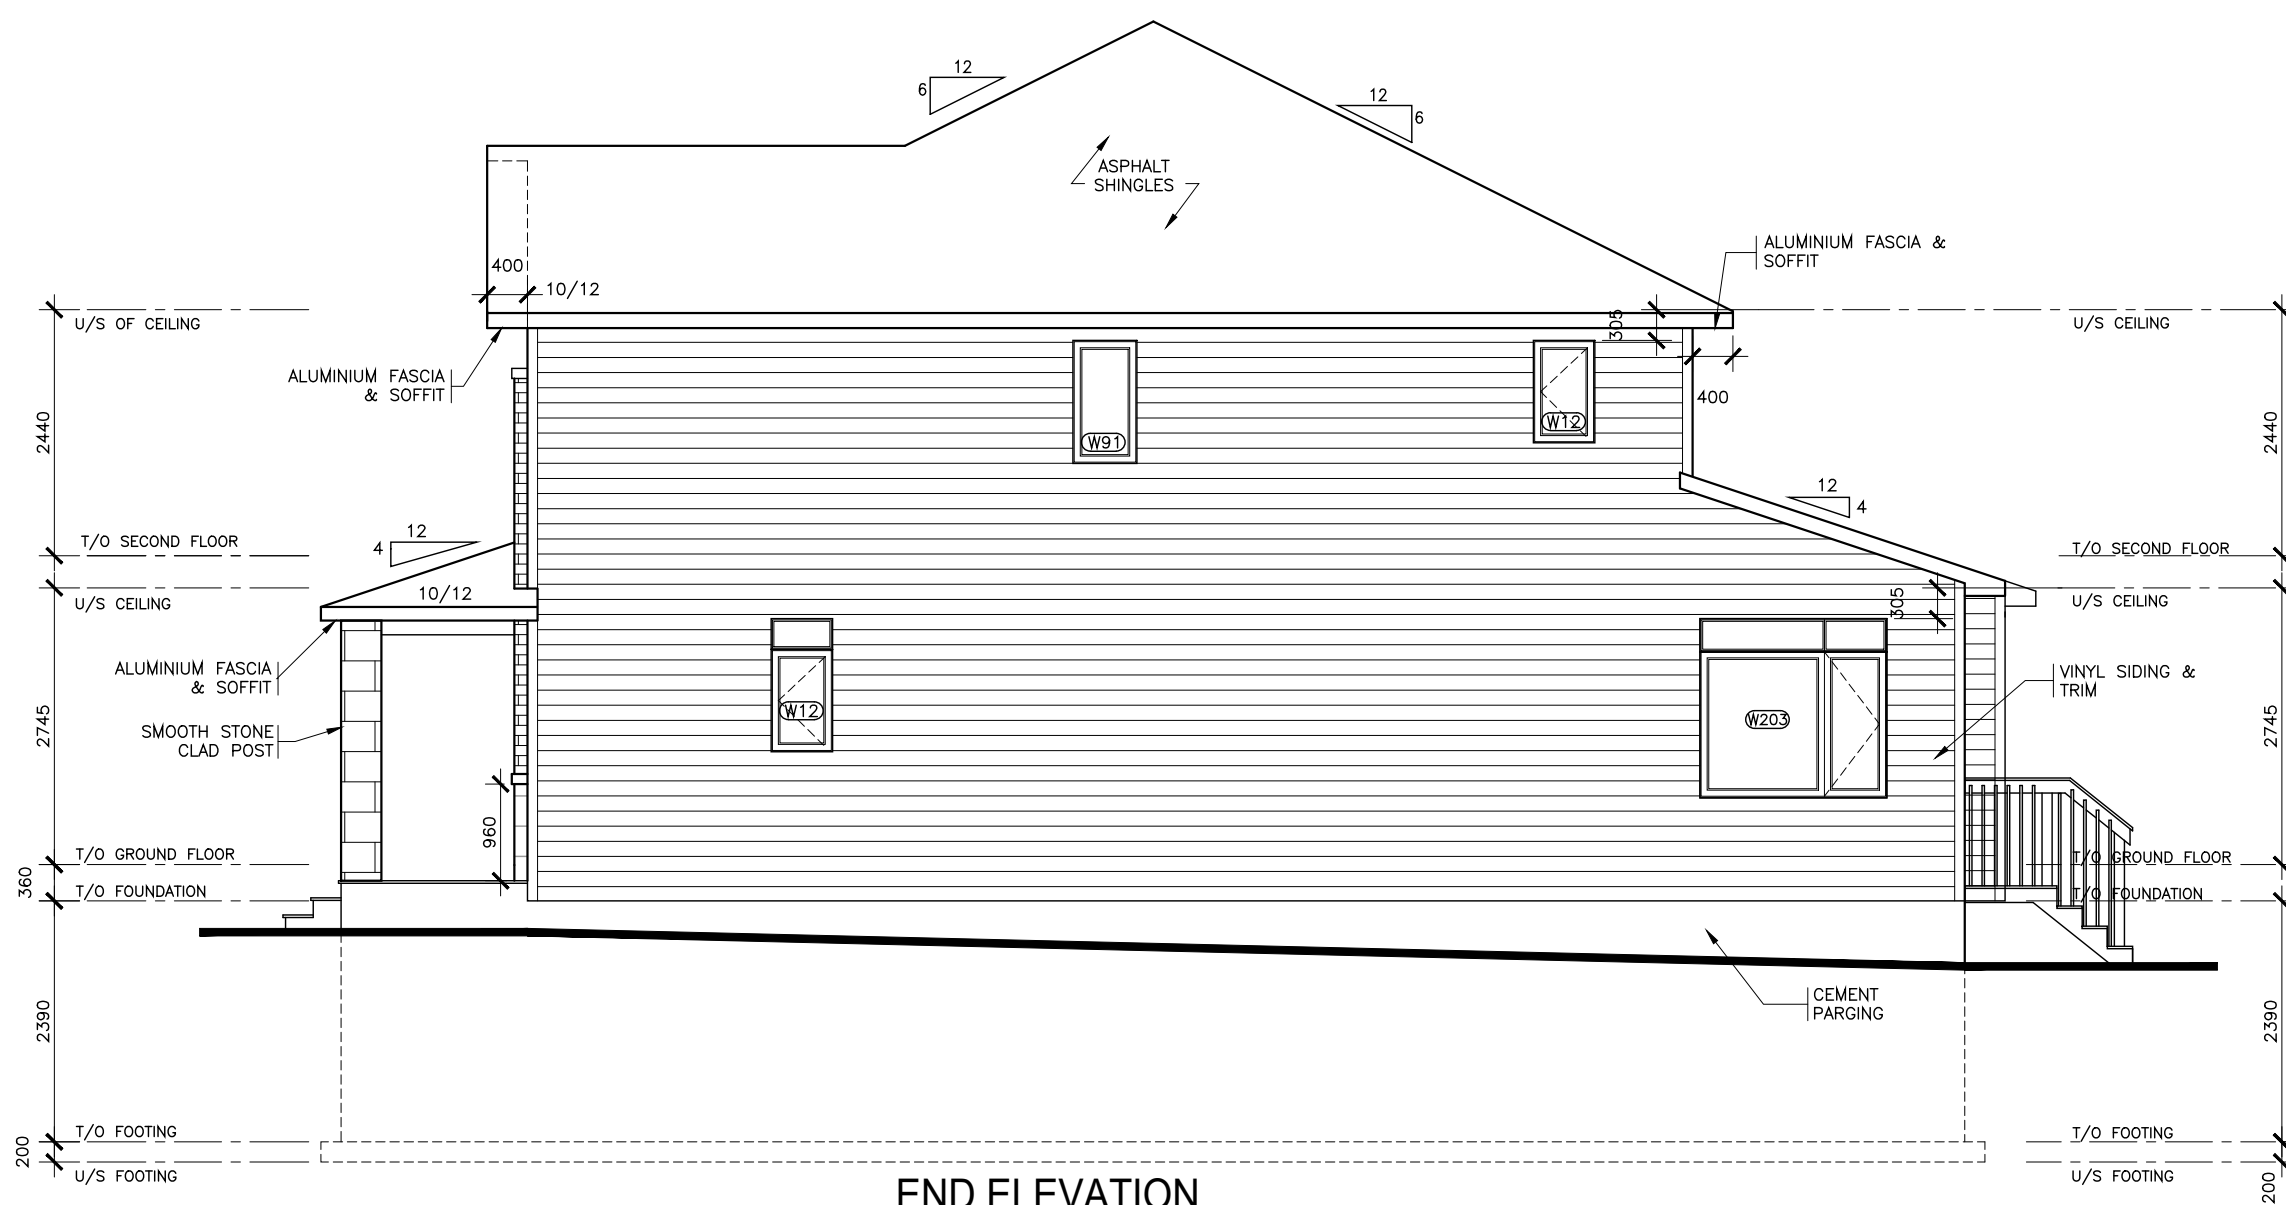 12
6
12
6
ASPHALT
SHINGLES
ALUMINIUM FASCIA &
SOFFIT
400
10/12
U/S OF CEILING
305
U/S CEILING
ALUMINIUM FASCIA
& SOFFIT
400
W91
W12
2440
2440
12
4
12
4
T/O SECOND FLOOR
T/O SECOND FLOOR
10/12
U/S CEILING
305
U/S CEILING
ALUMINIUM FASCIA
& SOFFIT
VINYL SIDING &
TRIM
SMOOTH STONE
CLAD POST
W12
W203
2745
2745
960
T/O GROUND FLOOR
T/O GROUND FLOOR
360
T/O FOUNDATION
T/O FOUNDATION
CEMENT
PARGING
2390
2390
T/O FOOTING
T/O FOOTING
200
U/S FOOTING
U/S FOOTING
200
END ELEVATION